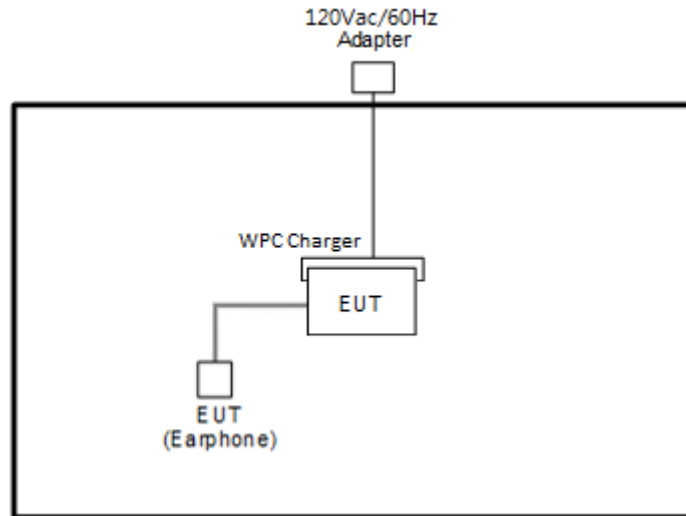 120Vac/60Hz
Adapter
WPC Charger
EUT
EUT
(Earphone)